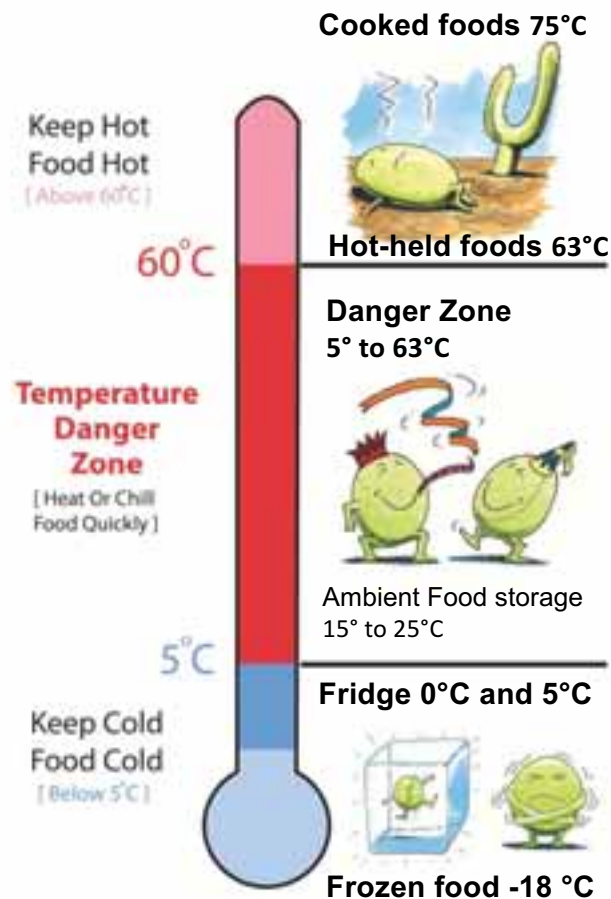 Cooked foods 75°C
Keep Hot
Food Hot
[ Above 60°C ]
Hot-held foods 63°C
60°C
Danger Zone
5° to 63°C
Temperature
Danger
Zone
[ Heat Or Chill
Food Quickly ]
Ambient Food storage
15° to 25°C
5°C
Fridge 0°C and 5°C
Keep Cold
Food Cold
[ Below 5°C ]
Frozen food -18 °C